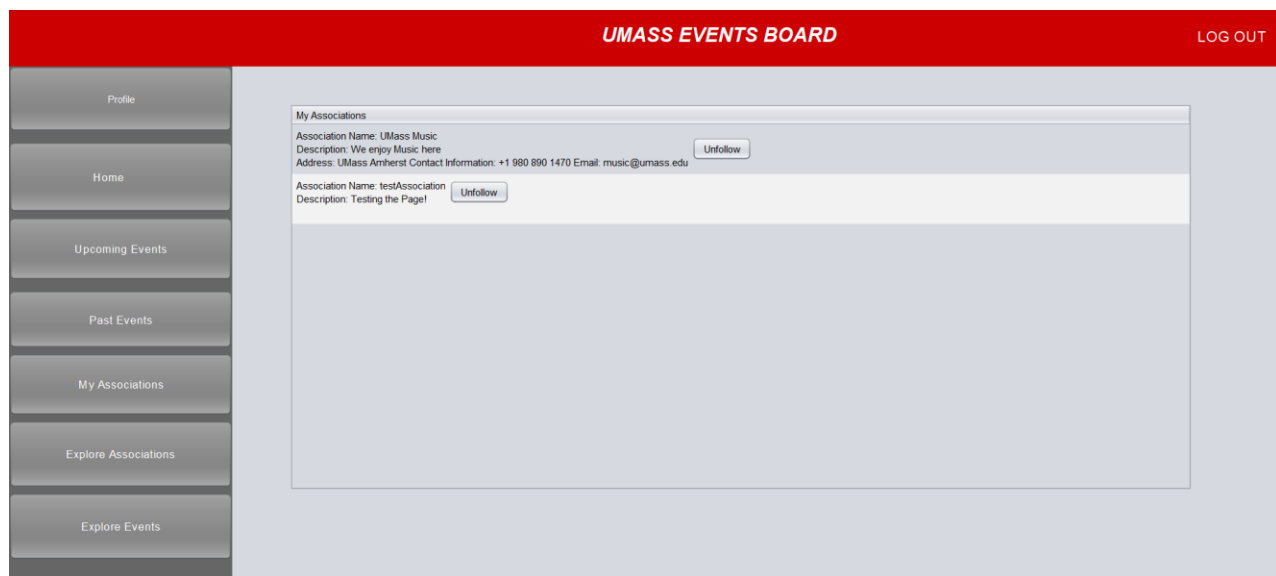 UMASS EVENTS BOARD
LOG OUT
Profile
Home
Upcoming Events
Past Events
My Associations
Explore Associations
Explore Events
My Associations
Association Name: UMass Music
Description: We enjoy Music here
Address: UMass Amherst Contact Information: +1 980 890 1470 Email: music@umass.edu
Unfollow
Association Name: testAssociation
Description: Testing the Page!
Unfollow